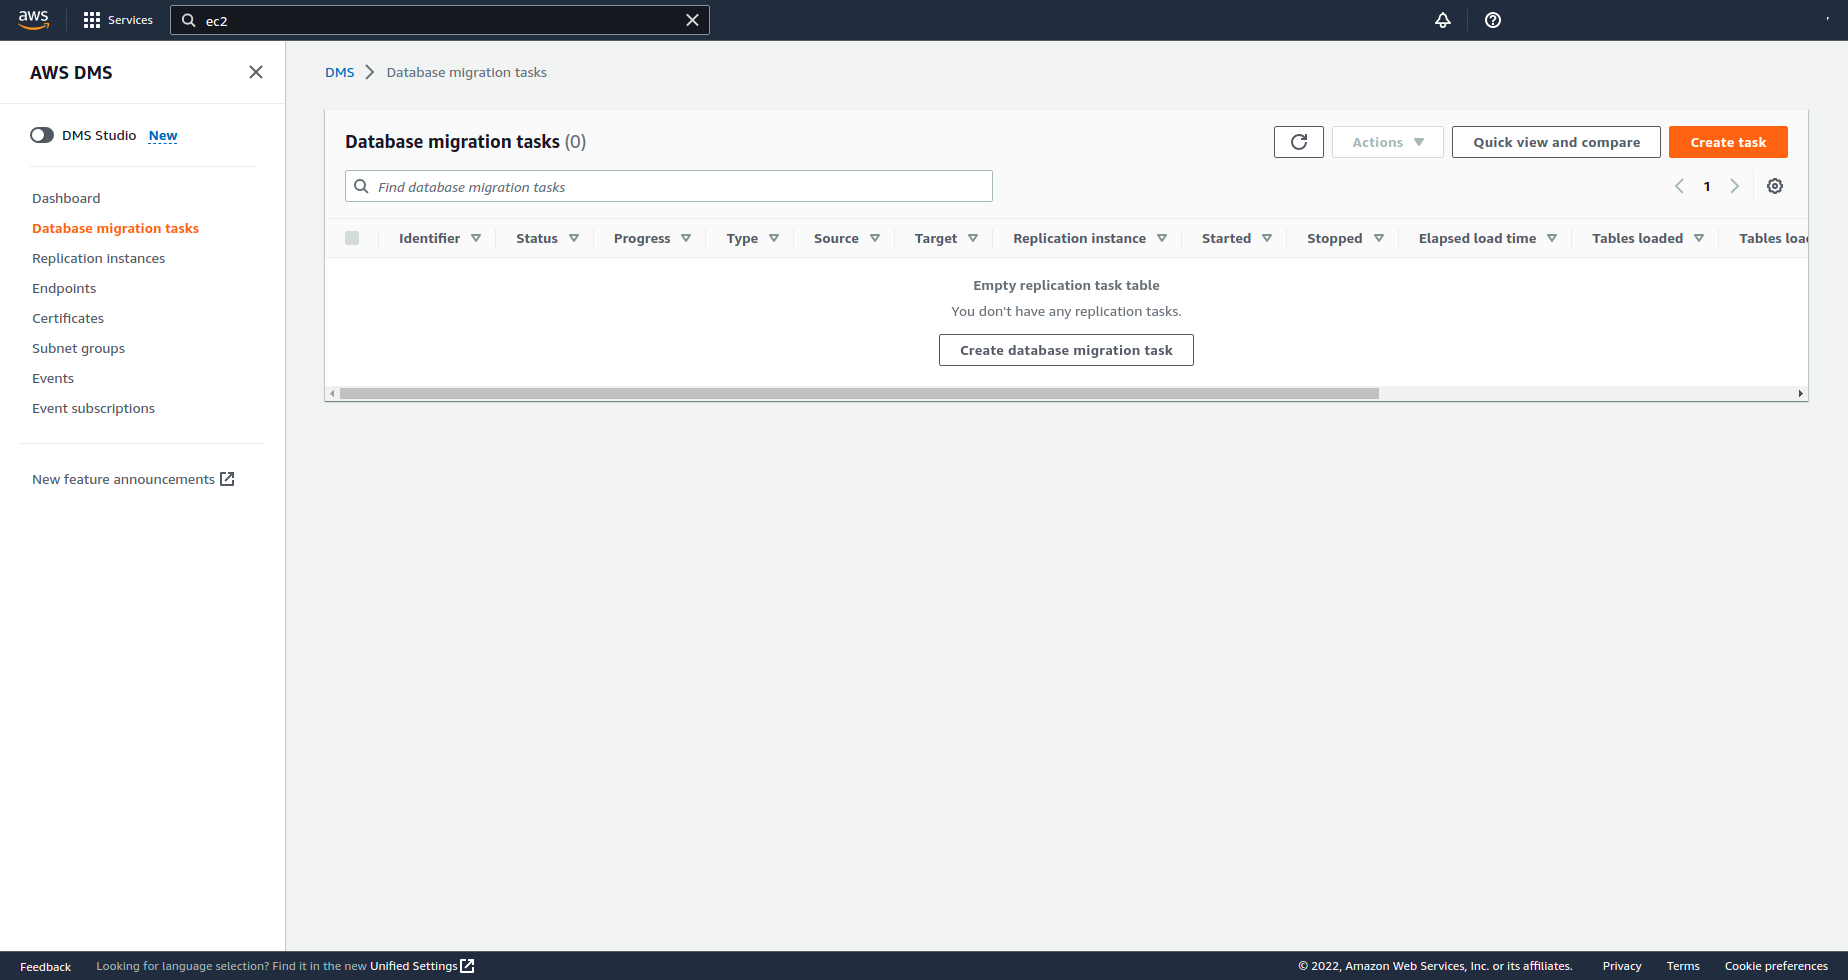 aws
Services
ec2
AWS DMS
DMS Studio New
Dashboard
Database migration tasks
Replication instances
Endpoints
Certificates
Subnet groups
Events
Event subscriptions
New feature announcements
DMS > Database migration tasks
Database migration tasks (0)
Actions
Quick view and compare
Create task
Find database migration tasks
1
Identifier Status Progress Type Source Target Replication instance Started Stopped Elapsed load time Tables loaded Tables
Empty replication task table
You don't have any replication tasks.
Create database migration task
Feedback
Looking for language selection? Find it in the new Unified Settings
© 2022, Amazon Web Services, Inc. or its affiliates.
Privacy
Terms
Cookie preferences